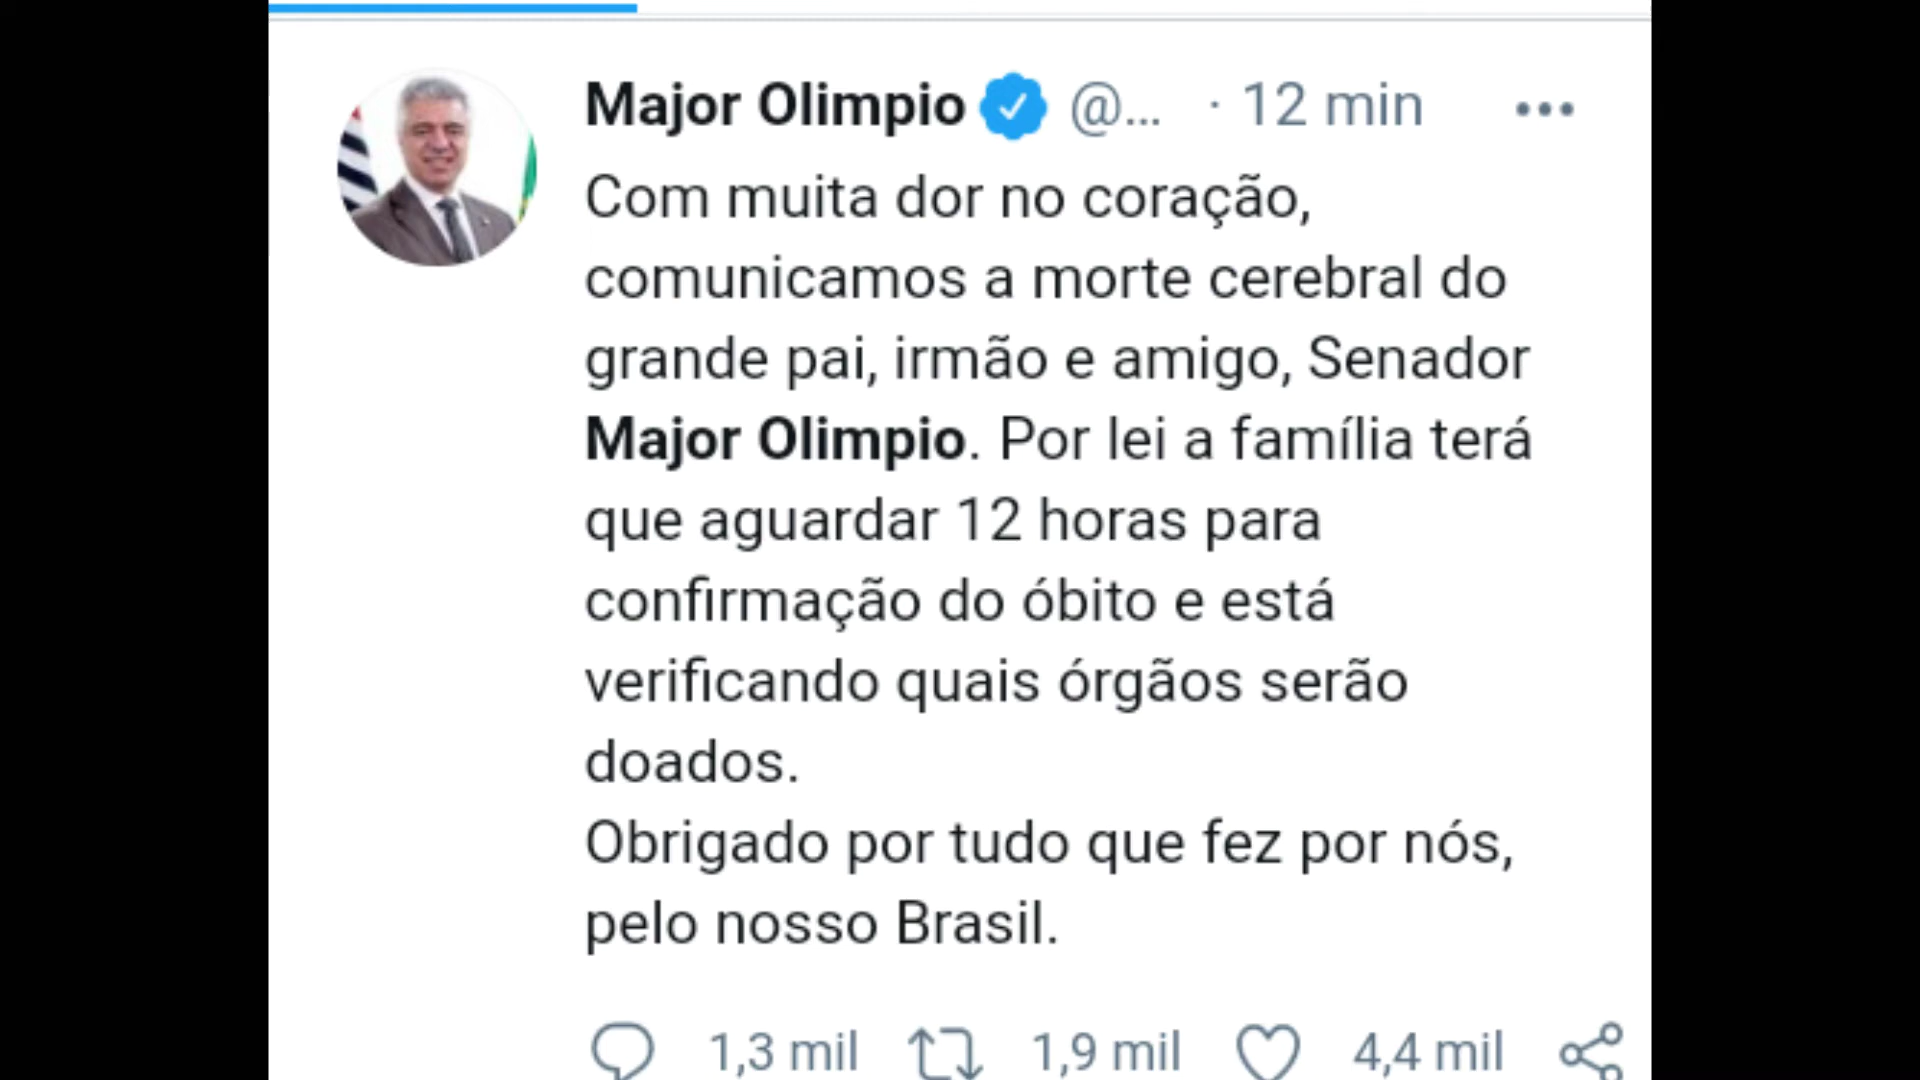 Major Olimpio @... · 12 min
Com muita dor no coração,
comunicamos a morte cerebral do
grande pai, irmão e amigo, Senador
Major Olimpio. Por lei a família terá
que aguardar 12 horas para
confirmação do óbito e está
verificando quais órgãos serão
doados.
Obrigado por tudo que fez por nós,
pelo nosso Brasil.
1,3 mil 1,9 mil 4,4 mil